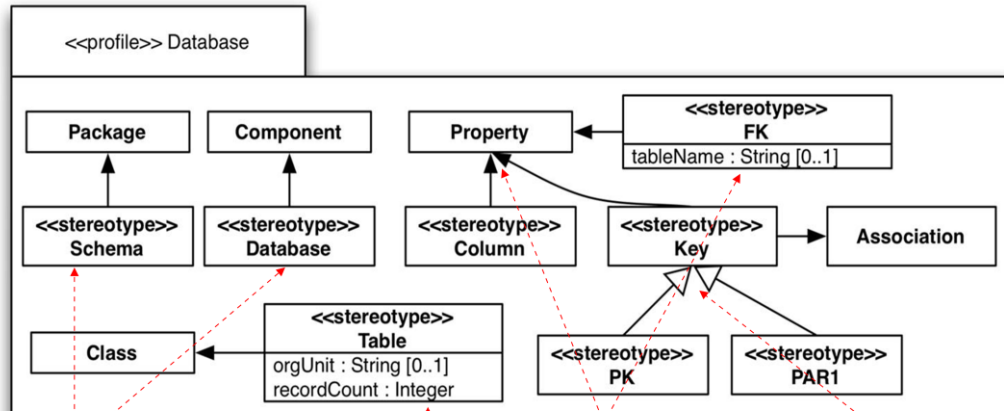 <<profile>> Database
Package
Component
Property
<<stereotype>>
FK
tableName : String [0..1]
<<stereotype>>
Schema
<<stereotype>>
Database
<<stereotype>>
Column
<<stereotype>>
Key
Association
Class
<<stereotype>>
Table
orgUnit : String [0..1]
recordCount : Integer
<<stereotype>>
PK
<<stereotype>>
PAR1